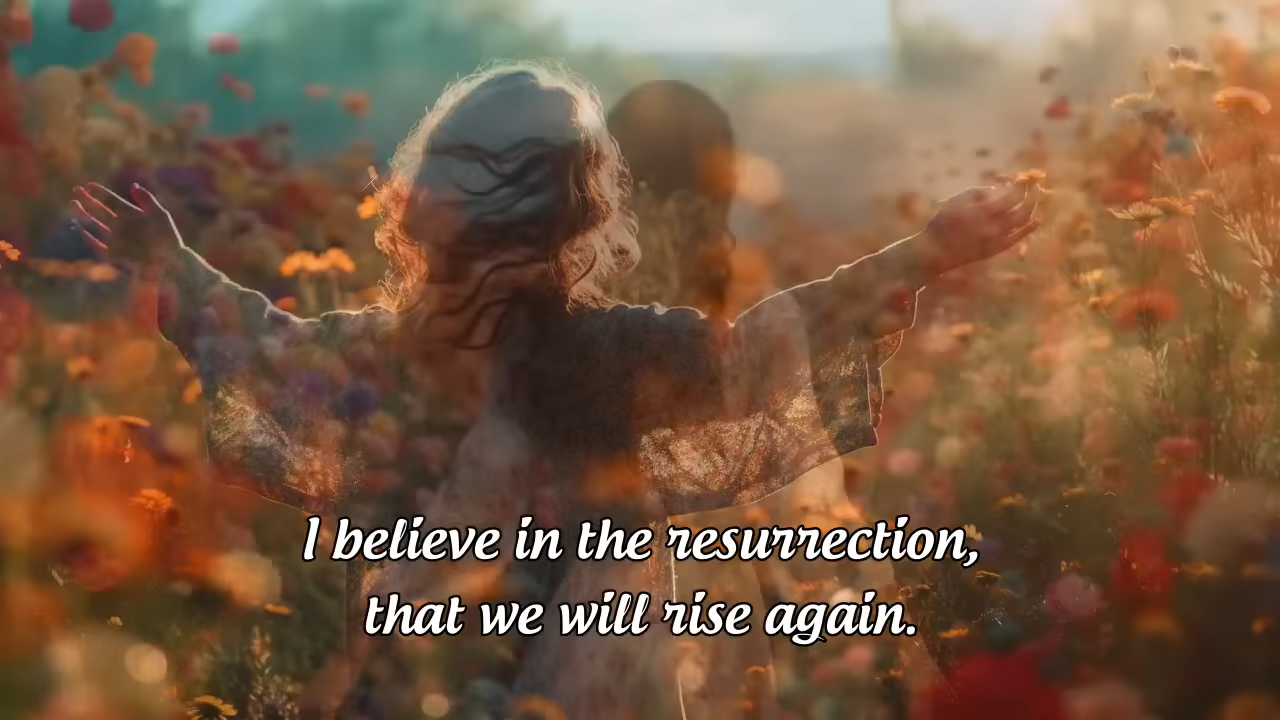 I believe in the resurrection,
that we will rise again.